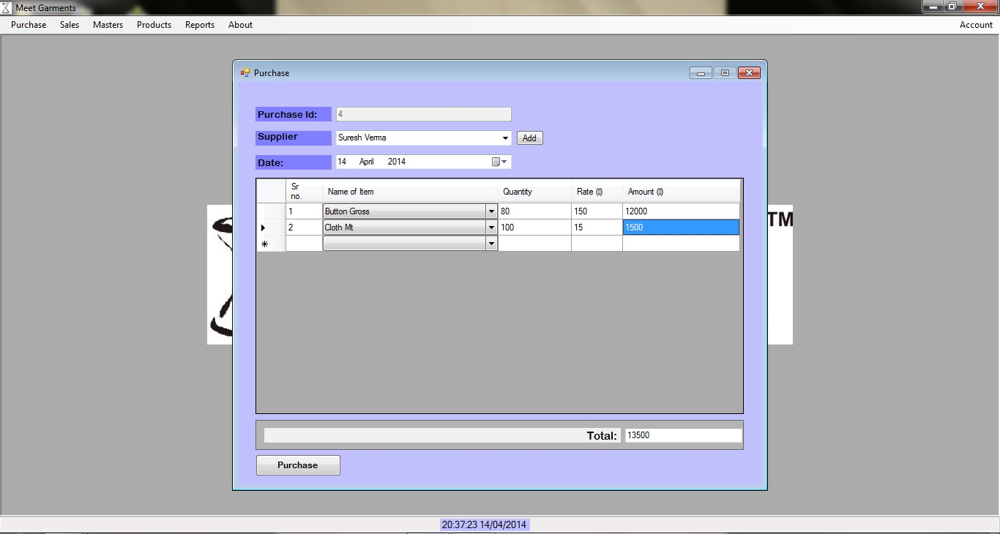 Meet Garments
Purchase Sales Masters Products Reports About Account
Purchase
Purchase Id: 4
Supplier Suresh Verma Add
Date: 14 April 2014
Sr no. Name of Item Quantity Rate (▯) Amount (▯)
1 Button Gross 80 150 12000
2 Cloth Mt 100 15 1500
TM
Total: 13500
Purchase
20:37:23 14/04/2014